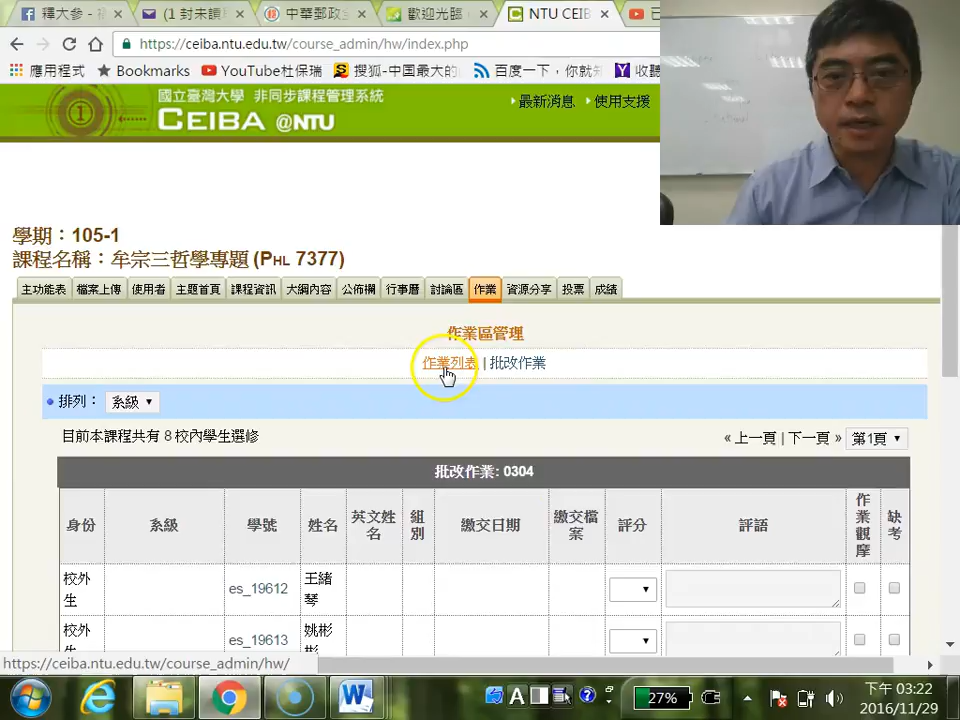 釋大參 - (1 封未讀 中華郵政 歡迎光臨 NTU CEIB
https://ceiba.ntu.edu.tw/course_admin/hw/index.php
應用程式 Bookmarks YouTube杜保瑞 搜狐-中国最大的 百度一下，你就 收聽
國立臺灣大學 非同步課程管理系統
CEIBA @NTU
最新消息 使用支援
學期：105-1
課程名稱：牟宗三哲學專題 (PHL 7377)
主功能表 檔案上傳 使用者 主題首頁 課程資訊 大綱內容 公佈欄 行事曆 討論區 作業 資源分享 投票 成績
作業區管理
作業列表 | 批改作業
排列： 系級
目前本課程共有 8 校內學生選修 « 上一頁 | 下一頁 » 第1頁
批改作業: 0304
身份 系級 學號 姓名 英文姓名 組別 繳交日期 繳交檔案 評分 評語 作業觀摩 缺考
校外生 es_19612 王緒琴
校外 es_19613 姚彬
https://ceiba.ntu.edu.tw/course_admin/hw/
A 27% 下午 03:22
2016/11/29